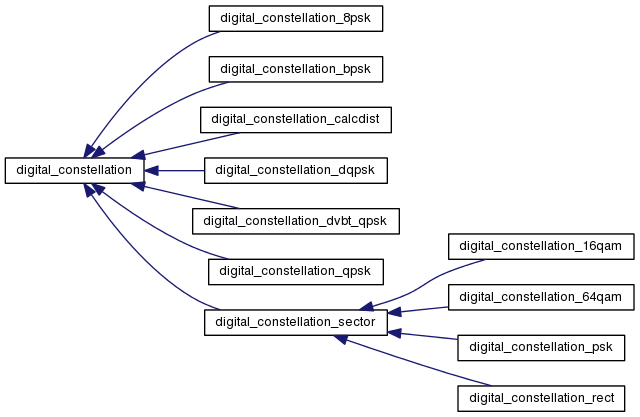 digital_constellation_8psk
digital_constellation_bpsk
digital_constellation_calcdist
digital_constellation
digital_constellation_dqpsk
digital_constellation_dvbt_qpsk
digital_constellation_qpsk
digital_constellation_sector
digital_constellation_16qam
digital_constellation_64qam
digital_constellation_psk
digital_constellation_rect